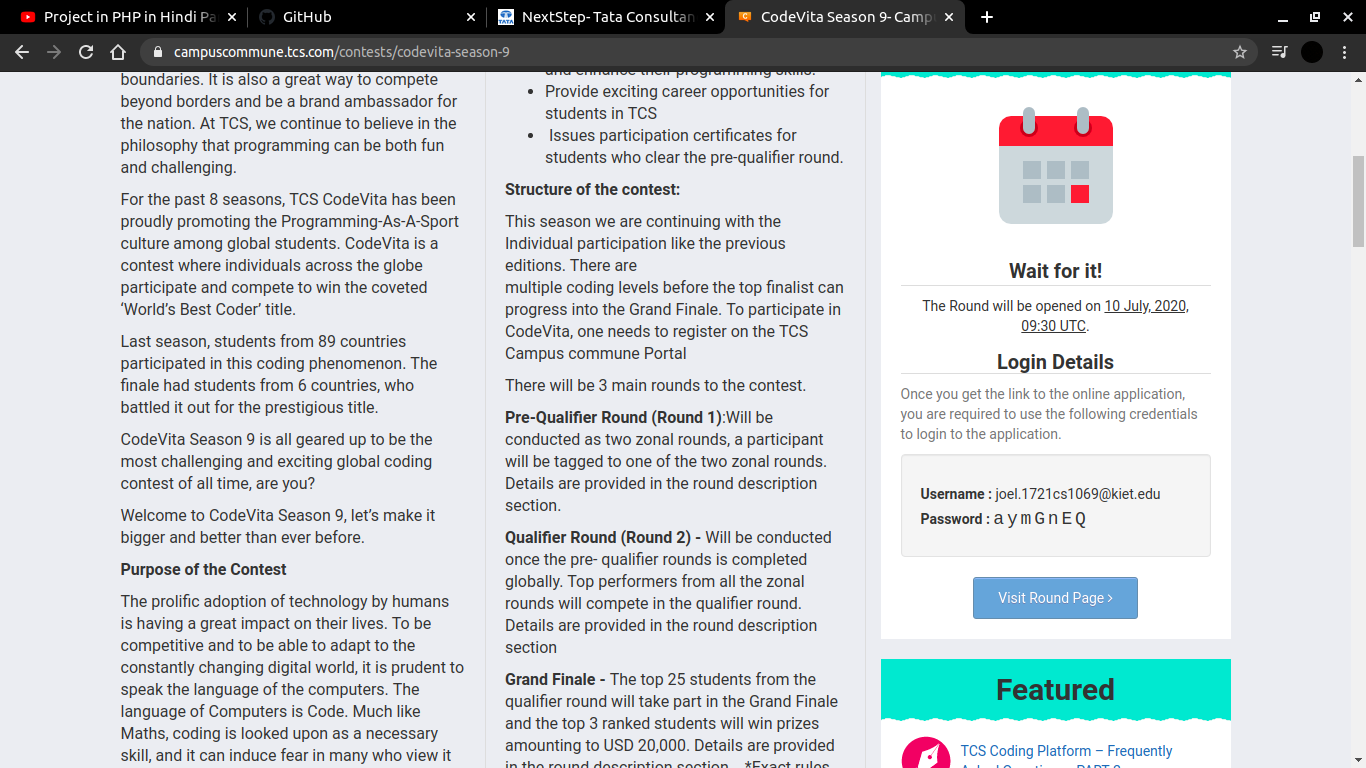 Project in PHP in Hindi Pa
GitHub
NextStep- Tata Consultan
CodeVita Season 9- Camp
campuscommune.tcs.com/contests/codevita-season-9
boundaries. It is also a great way to compete
beyond borders and be a brand ambassador for
the nation. At TCS, we continue to believe in the
philosophy that programming can be both fun
and challenging.
For the past 8 seasons, TCS CodeVita has been
proudly promoting the Programming-As-A-Sport
culture among global students. CodeVita is a
contest where individuals across the globe
participate and compete to win the coveted
‘World’s Best Coder’ title.
Last season, students from 89 countries
participated in this coding phenomenon. The
finale had students from 6 countries, who
battled it out for the prestigious title.
CodeVita Season 9 is all geared up to be the
most challenging and exciting global coding
contest of all time, are you?
Welcome to CodeVita Season 9, let’s make it
bigger and better than ever before.
Purpose of the Contest
The prolific adoption of technology by humans
is having a great impact on their lives. To be
competitive and to be able to adapt to the
constantly changing digital world, it is prudent to
speak the language of the computers. The
language of Computers is Code. Much like
Maths, coding is looked upon as a necessary
skill, and it can induce fear in many who view it
and enhance their programming skills.
• Provide exciting career opportunities for
students in TCS
• Issues participation certificates for
students who clear the pre-qualifier round.
Structure of the contest:
This season we are continuing with the
Individual participation like the previous
editions. There are
multiple coding levels before the top finalist can
progress into the Grand Finale. To participate in
CodeVita, one needs to register on the TCS
Campus commune Portal
There will be 3 main rounds to the contest.
Pre-Qualifier Round (Round 1):Will be
conducted as two zonal rounds, a participant
will be tagged to one of the two zonal rounds.
Details are provided in the round description
section.
Qualifier Round (Round 2) - Will be conducted
once the pre- qualifier rounds is completed
globally. Top performers from all the zonal
rounds will compete in the qualifier round.
Details are provided in the round description
section
Grand Finale - The top 25 students from the
qualifier round will take part in the Grand Finale
and the top 3 ranked students will win prizes
amounting to USD 20,000. Details are provided
in the round description section. *Exact rules
Wait for it!
The Round will be opened on 10 July, 2020,
09:30 UTC.
Login Details
Once you get the link to the online application,
you are required to use the following credentials
to login to the application.
Username : joel.1721cs1069@kiet.edu
Password : aymGnEQ
Visit Round Page >
Featured
TCS Coding Platform – Frequently